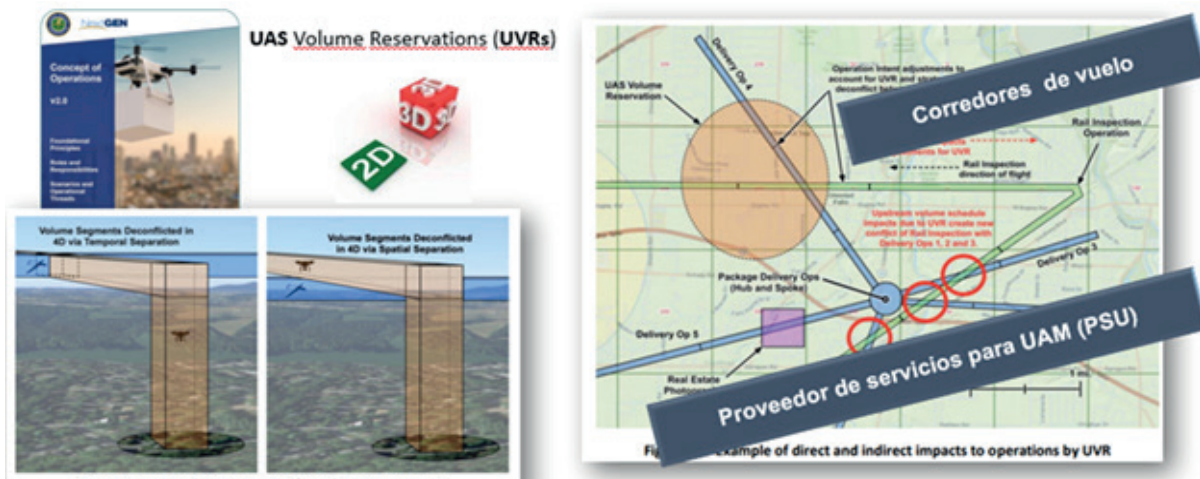 NextGEN
Concept of
Operations
V2.0
Foundational
Principles
Roles and
Responsibilities
Scenarios and
Operational
Threads
UAS Volume Reservations (UVRs)
3D
2D
Volume Segments Deconflicted in
4D via Temporal Separation
Volume Segments Deconflicted
in 4D via Spatial Separation
Delivery Op 4
Operation Intent adjustments to
account for UVR and
deconflict
UAS Volume
Reservation
Corredores de vuelo
Rail Inspection
Operation
for UVR
Rail Inspection
direction of flight
Upstream volume schedule
impacts due to UVR create new
conflict of Rail Inspection with
Delivery Ops 1, 2 and 3.
Delivery Op 3
Package Delivery Ops
(Hub and Spoke)
Delivery Op 5
Real Estate
Proveedor de servicios para UAM (PSU)
1 mi
Example of direct and indirect impacts to operations by UVR